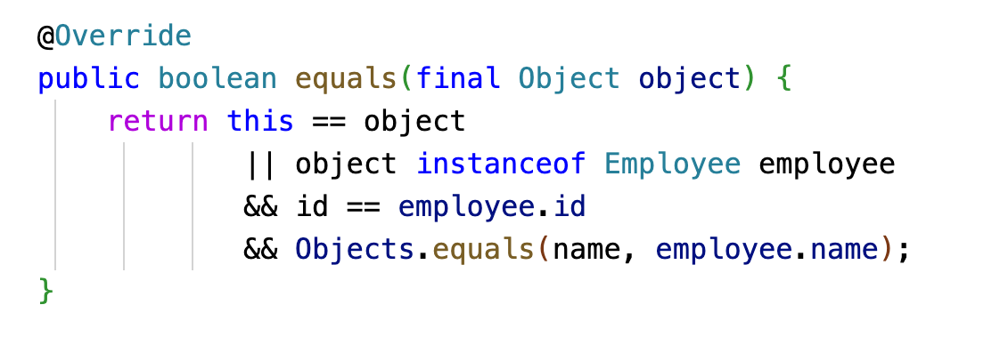 @Override
public boolean equals(final Object object) {
    return this == object
            || object instanceof Employee employee
            && id == employee.id
            && Objects.equals(name, employee.name);
}